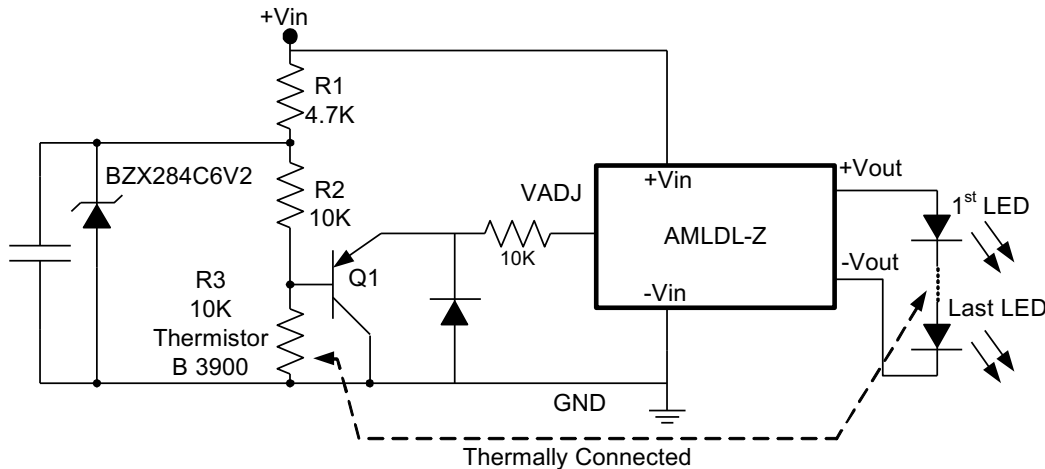 +Vin
R1
4.7K
BZX284C6V2
R2
10K
VADJ
+Vin
+Vout
1st LED
AMLDL-Z
10K
Q1
-Vin
-Vout
R3
10K
Thermistor
B 3900
Last LED
GND
Thermally Connected